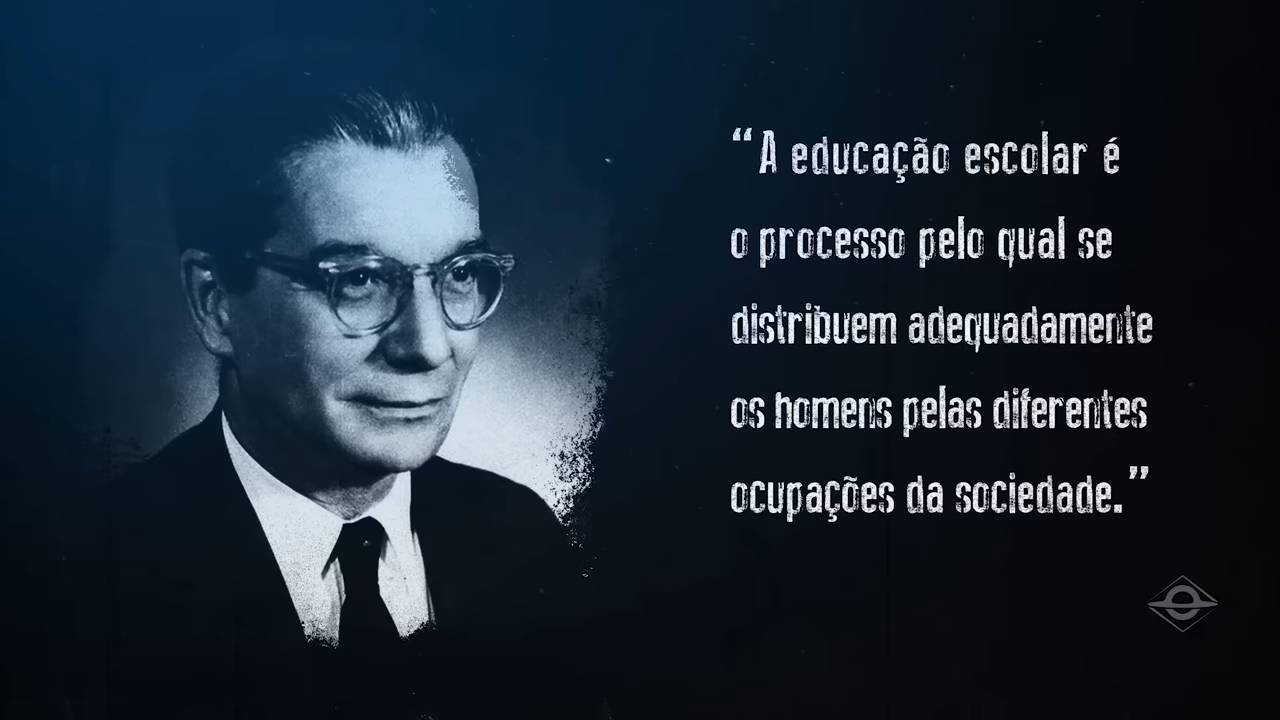 “A educação escolar é
o processo pelo qual se
distribuem adequadamente
os homens pelas diferentes
ocupações da sociedade.”